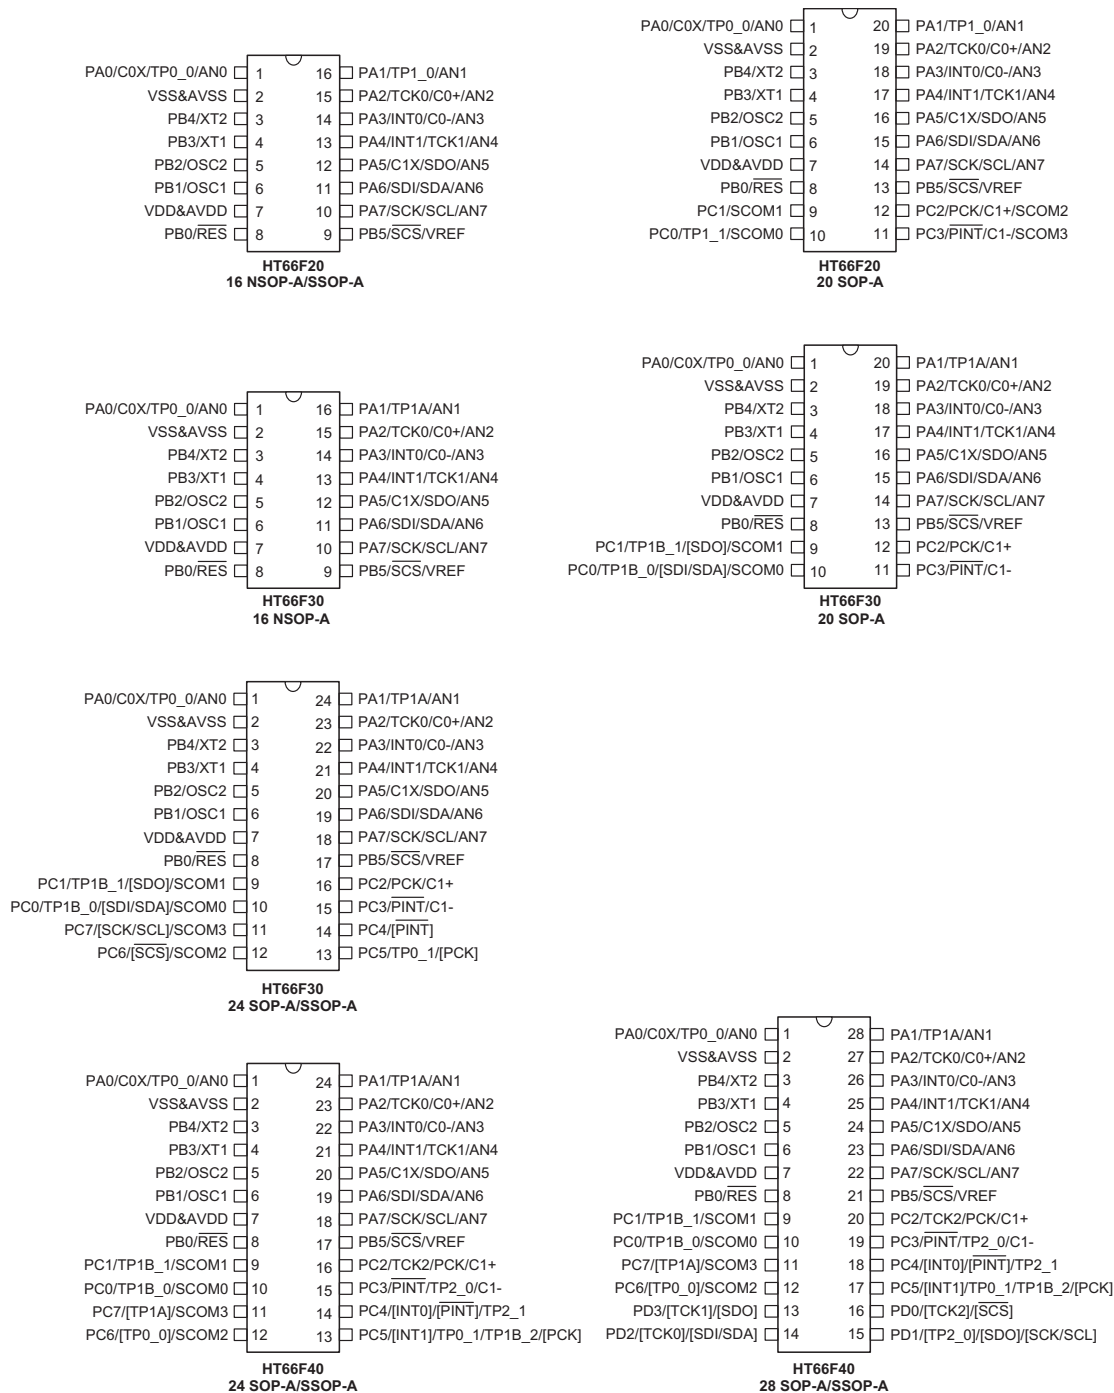 PA0/C0X/TP0_0/AN0 1 16 PA1/TP1_0/AN1
VSS&AVSS 2 15 PA2/TCK0/C0+/AN2
PB4/XT2 3 14 PA3/INT0/C0-/AN3
PB3/XT1 4 13 PA4/INT1/TCK1/AN4
PB2/OSC2 5 12 PA5/C1X/SDO/AN5
PB1/OSC1 6 11 PA6/SDI/SDA/AN6
VDD&AVDD 7 10 PA7/SCK/SCL/AN7
PB0/RES 8 9 PB5/SCS/VREF
HT66F20
16 NSOP-A/SSOP-A
PA0/C0X/TP0_0/AN0 1 20 PA1/TP1_0/AN1
VSS&AVSS 2 19 PA2/TCK0/C0+/AN2
PB4/XT2 3 18 PA3/INT0/C0-/AN3
PB3/XT1 4 17 PA4/INT1/TCK1/AN4
PB2/OSC2 5 16 PA5/C1X/SDO/AN5
PB1/OSC1 6 15 PA6/SDI/SDA/AN6
VDD&AVDD 7 14 PA7/SCK/SCL/AN7
PB0/RES 8 13 PB5/SCS/VREF
PC1/SCOM1 9 12 PC2/PCK/C1+/SCOM2
PC0/TP1_1/SCOM0 10 11 PC3/PINT/C1-/SCOM3
HT66F20
20 SOP-A
PA0/C0X/TP0_0/AN0 1 16 PA1/TP1A/AN1
VSS&AVSS 2 15 PA2/TCK0/C0+/AN2
PB4/XT2 3 14 PA3/INT0/C0-/AN3
PB3/XT1 4 13 PA4/INT1/TCK1/AN4
PB2/OSC2 5 12 PA5/C1X/SDO/AN5
PB1/OSC1 6 11 PA6/SDI/SDA/AN6
VDD&AVDD 7 10 PA7/SCK/SCL/AN7
PB0/RES 8 9 PB5/SCS/VREF
HT66F30
16 NSOP-A
PA0/C0X/TP0_0/AN0 1 20 PA1/TP1A/AN1
VSS&AVSS 2 19 PA2/TCK0/C0+/AN2
PB4/XT2 3 18 PA3/INT0/C0-/AN3
PB3/XT1 4 17 PA4/INT1/TCK1/AN4
PB2/OSC2 5 16 PA5/C1X/SDO/AN5
PB1/OSC1 6 15 PA6/SDI/SDA/AN6
VDD&AVDD 7 14 PA7/SCK/SCL/AN7
PB0/RES 8 13 PB5/SCS/VREF
PC1/TP1B_1/[SDO]/SCOM1 9 12 PC2/PCK/C1+
PC0/TP1B_0/[SDI/SDA]/SCOM0 10 11 PC3/PINT/C1-
HT66F30
20 SOP-A
PA0/C0X/TP0_0/AN0 1 24 PA1/TP1A/AN1
VSS&AVSS 2 23 PA2/TCK0/C0+/AN2
PB4/XT2 3 22 PA3/INT0/C0-/AN3
PB3/XT1 4 21 PA4/INT1/TCK1/AN4
PB2/OSC2 5 20 PA5/C1X/SDO/AN5
PB1/OSC1 6 19 PA6/SDI/SDA/AN6
VDD&AVDD 7 18 PA7/SCK/SCL/AN7
PB0/RES 8 17 PB5/SCS/VREF
PC1/TP1B_1/[SDO]/SCOM1 9 16 PC2/PCK/C1+
PC0/TP1B_0/[SDI/SDA]/SCOM0 10 15 PC3/PINT/C1-
PC7/[SCK/SCL]/SCOM3 11 14 PC4/[PINT]
PC6/[SCS]/SCOM2 12 13 PC5/TP0_1/[PCK]
HT66F30
24 SOP-A/SSOP-A
PA0/C0X/TP0_0/AN0 1 24 PA1/TP1A/AN1
VSS&AVSS 2 23 PA2/TCK0/C0+/AN2
PB4/XT2 3 22 PA3/INT0/C0-/AN3
PB3/XT1 4 21 PA4/INT1/TCK1/AN4
PB2/OSC2 5 20 PA5/C1X/SDO/AN5
PB1/OSC1 6 19 PA6/SDI/SDA/AN6
VDD&AVDD 7 18 PA7/SCK/SCL/AN7
PB0/RES 8 17 PB5/SCS/VREF
PC1/TP1B_1/SCOM1 9 16 PC2/TCK2/PCK/C1+
PC0/TP1B_0/SCOM0 10 15 PC3/PINT/TP2_0/C1-
PC7/[TP1A]/SCOM3 11 14 PC4/[INT0]/[PINT]/TP2_1
PC6/[TP0_0]/SCOM2 12 13 PC5/[INT1]/TP0_1/TP1B_2/[PCK]
HT66F40
24 SOP-A/SSOP-A
PA0/C0X/TP0_0/AN0 1 28 PA1/TP1A/AN1
VSS&AVSS 2 27 PA2/TCK0/C0+/AN2
PB4/XT2 3 26 PA3/INT0/C0-/AN3
PB3/XT1 4 25 PA4/INT1/TCK1/AN4
PB2/OSC2 5 24 PA5/C1X/SDO/AN5
PB1/OSC1 6 23 PA6/SDI/SDA/AN6
VDD&AVDD 7 22 PA7/SCK/SCL/AN7
PB0/RES 8 21 PB5/SCS/VREF
PC1/TP1B_1/SCOM1 9 20 PC2/TCK2/PCK/C1+
PC0/TP1B_0/SCOM0 10 19 PC3/PINT/TP2_0/C1-
PC7/[TP1A]/SCOM3 11 18 PC4/[INT0]/[PINT]/TP2_1
PC6/[TP0_0]/SCOM2 12 17 PC5/[INT1]/TP0_1/TP1B_2/[PCK]
PD3/[TCK1]/[SDO] 13 16 PD0/[TCK2]/[SCS]
PD2/[TCK0]/[SDI/SDA] 14 15 PD1/[TP2_0]/[SDO]/[SCK/SCL]
HT66F40
28 SOP-A/SSOP-A